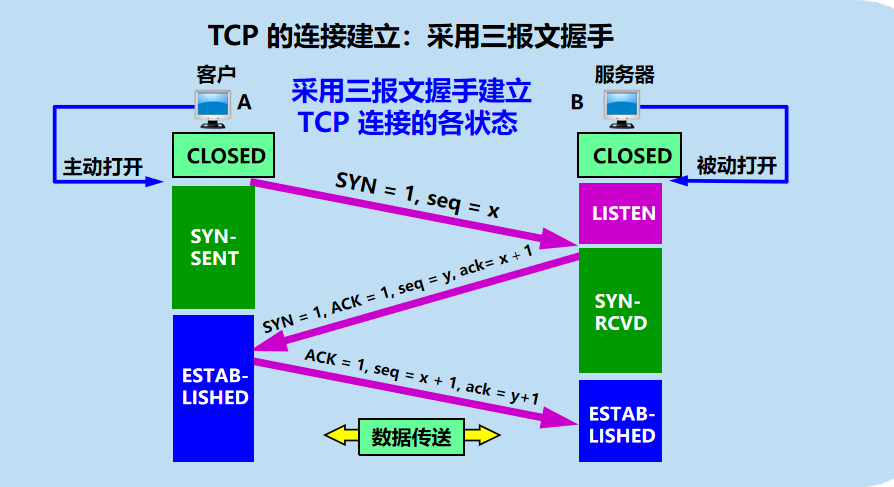 TCP 的连接建立：采用三报文握手
客户
服务器
A
采用三报文握手建立
TCP 连接的各状态
B
CLOSED
CLOSED
主动打开
被动打开
SYN = 1, seq = x
LISTEN
SYN-
SENT
SYN = 1, ACK = 1, seq = y, ack= x + 1
SYN-
RCVD
ESTAB-
LISHED
ACK = 1, seq = x + 1, ack = y+1
ESTAB-
LISHED
数据传送